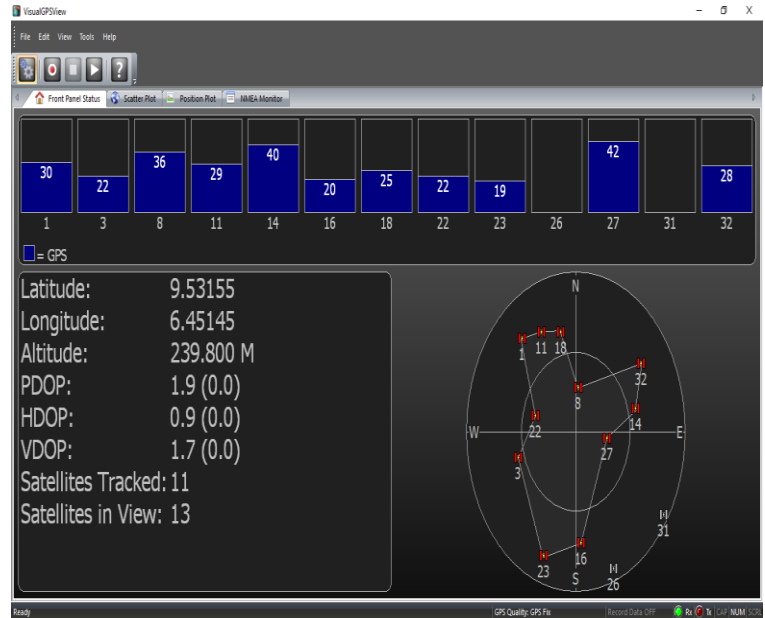 VisualGPSView
File Edit View Tools Help
Front Panel Status Scatter Plot Position Plot NMEA Monitor
30 22 36 29 40 20 25 22 19 42 28
1 3 8 11 14 16 18 22 23 26 27 31 32
= GPS
Latitude: 9.53155
Longitude: 6.45145
Altitude: 239.800 M
PDOP: 1.9 (0.0)
HDOP: 0.9 (0.0)
VDOP: 1.7 (0.0)
Satellites Tracked: 11
Satellites in View: 13
N
1 11 18
32
8
14
W 22 E
27
3
31
16
23 S 26
Ready GPS Quality: GPS Fix Record Data OFF Rx Tx CAP NUM SCRL